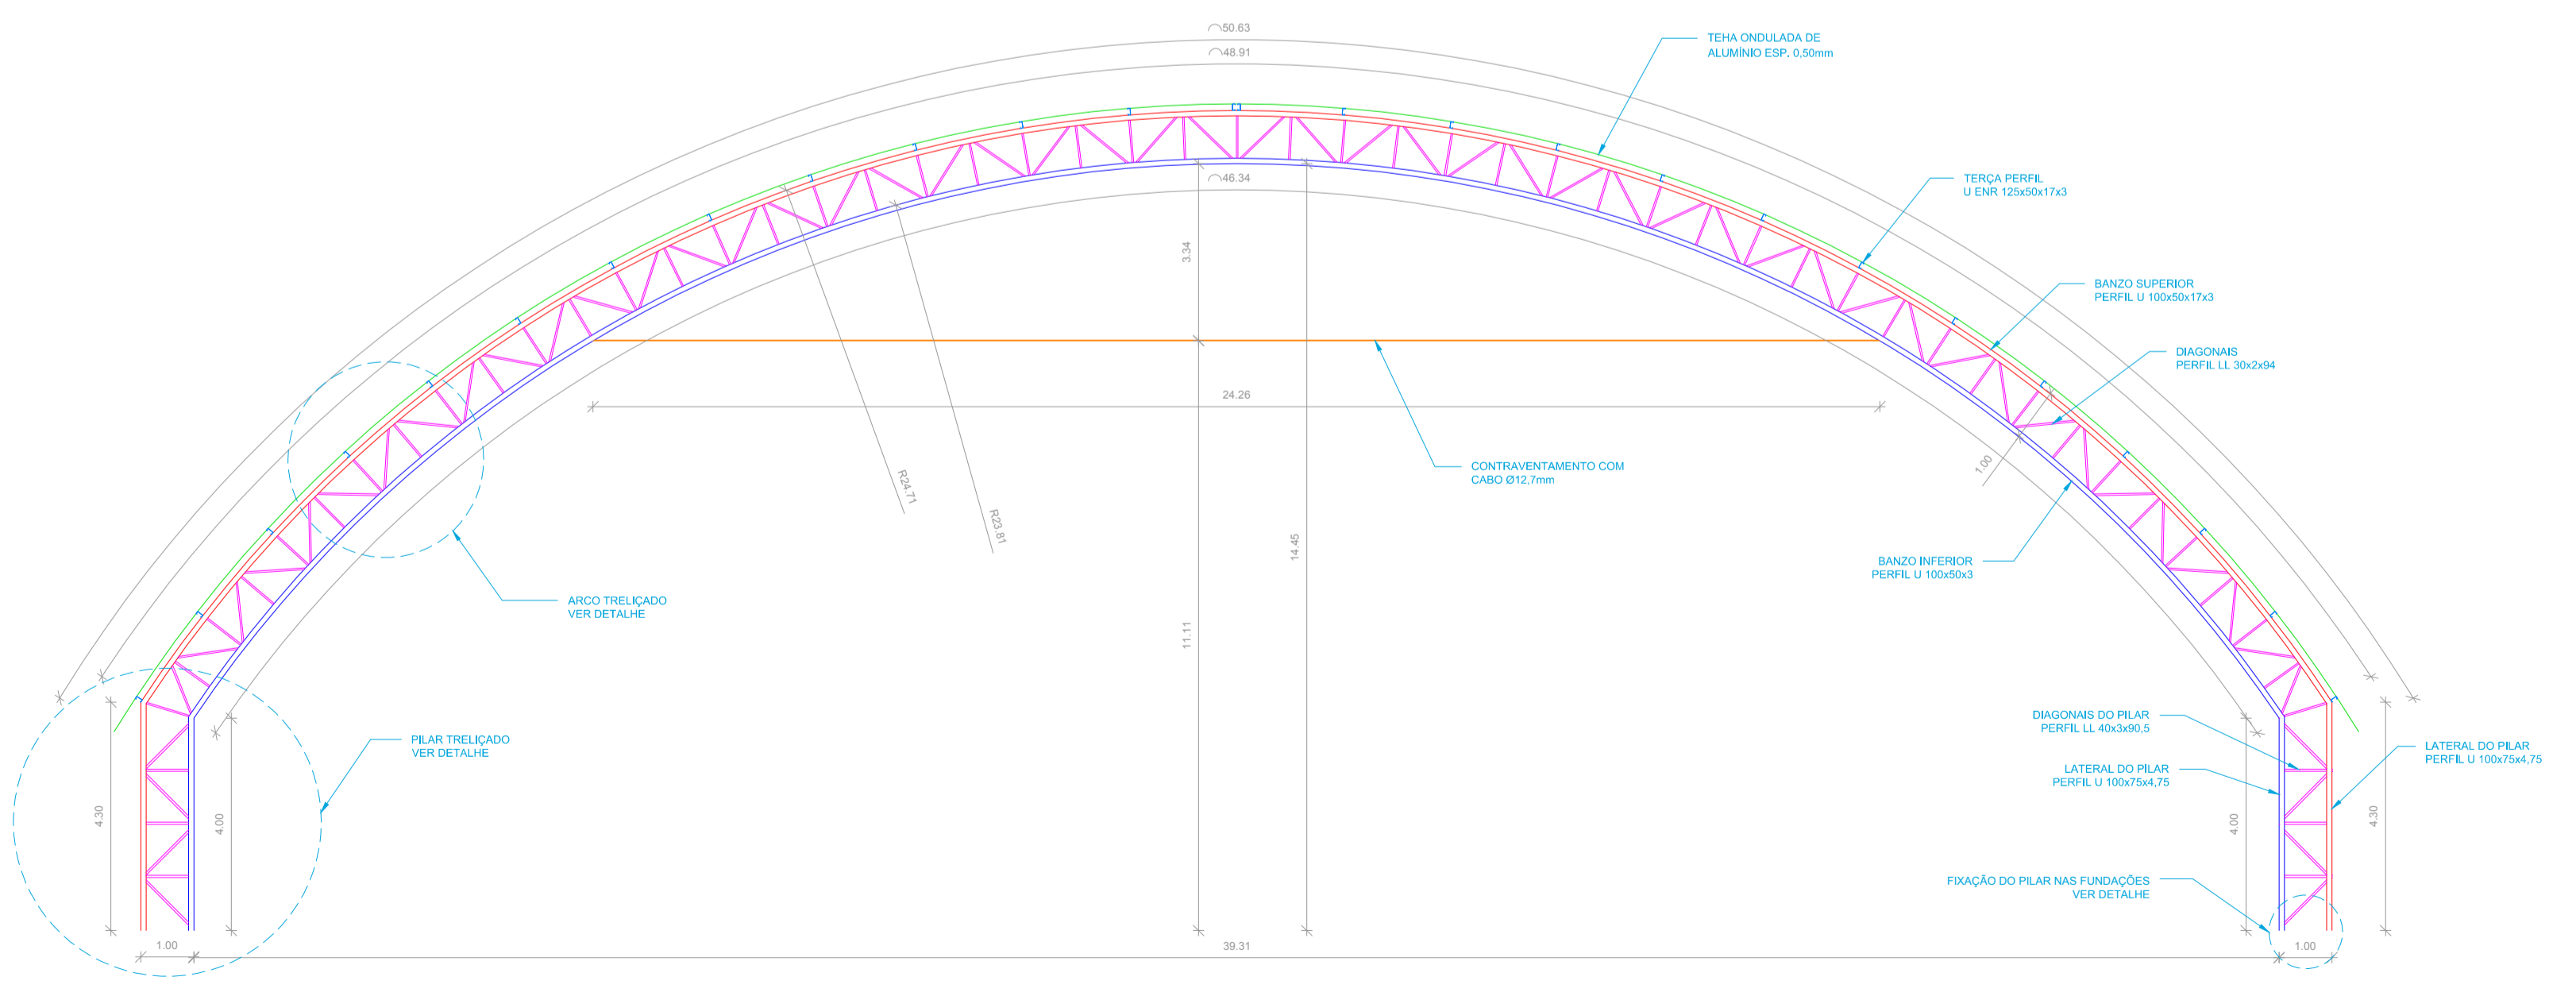 ⌒50.63
⌒48.91
TEHA ONDULADA DE
ALUMÍNIO ESP. 0,50mm
⌒46.34
TERÇA PERFIL
U ENR 125x50x17x3
3.34
BANZO SUPERIOR
PERFIL U 100x50x17x3
DIAGONAIS
PERFIL LL 30x2x94
24.26
CONTRAVENTAMENTO COM
CABO Ø12,7mm
1.00
R24.71
R23.81
14.45
BANZO INFERIOR
PERFIL U 100x50x3
ARCO TRELIÇADO
VER DETALHE
11.11
PILAR TRELIÇADO
VER DETALHE
DIAGONAIS DO PILAR
PERFIL LL 40x3x90,5
LATERAL DO PILAR
PERFIL U 100x75x4,75
LATERAL DO PILAR
PERFIL U 100x75x4,75
4.30
4.00
4.00
4.30
FIXAÇÃO DO PILAR NAS FUNDAÇÕES
VER DETALHE
1.00
39.31
1.00